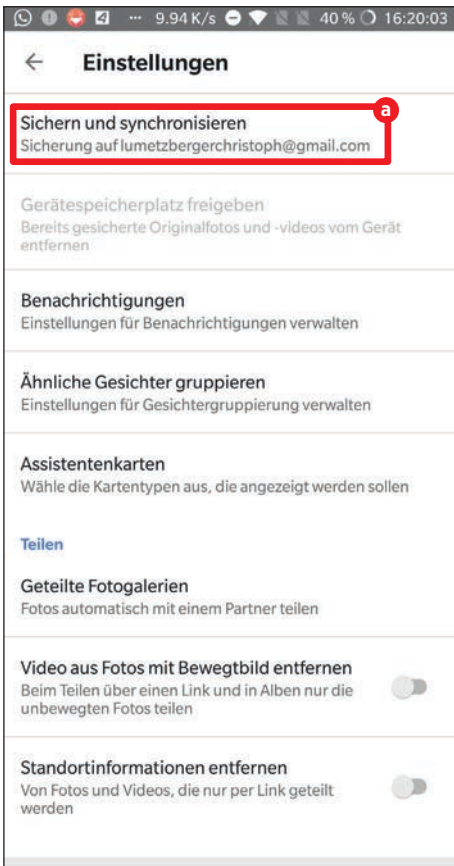 9.94 K/s 40 % 16:20:03
Einstellungen
a
Sichern und synchronisieren
Sicherung auf lumetzbergerchristoph@gmail.com
Gerätespeicherplatz freigeben
Bereits gesicherte Originalfotos und -videos vom Gerät
entfernen
Benachrichtigungen
Einstellungen für Benachrichtigungen verwalten
Ähnliche Gesichter gruppieren
Einstellungen für Gesichtergruppierung verwalten
Assistentenkarten
Wähle die Kartentypen aus, die angezeigt werden sollen
Teilen
Geteilte Fotogalerien
Fotos automatisch mit einem Partner teilen
Video aus Fotos mit Bewegtbild entfernen
Beim Teilen über einen Link und in Alben nur die
unbewegten Fotos teilen
Standortinformationen entfernen
Von Fotos und Videos, die nur per Link geteilt
werden